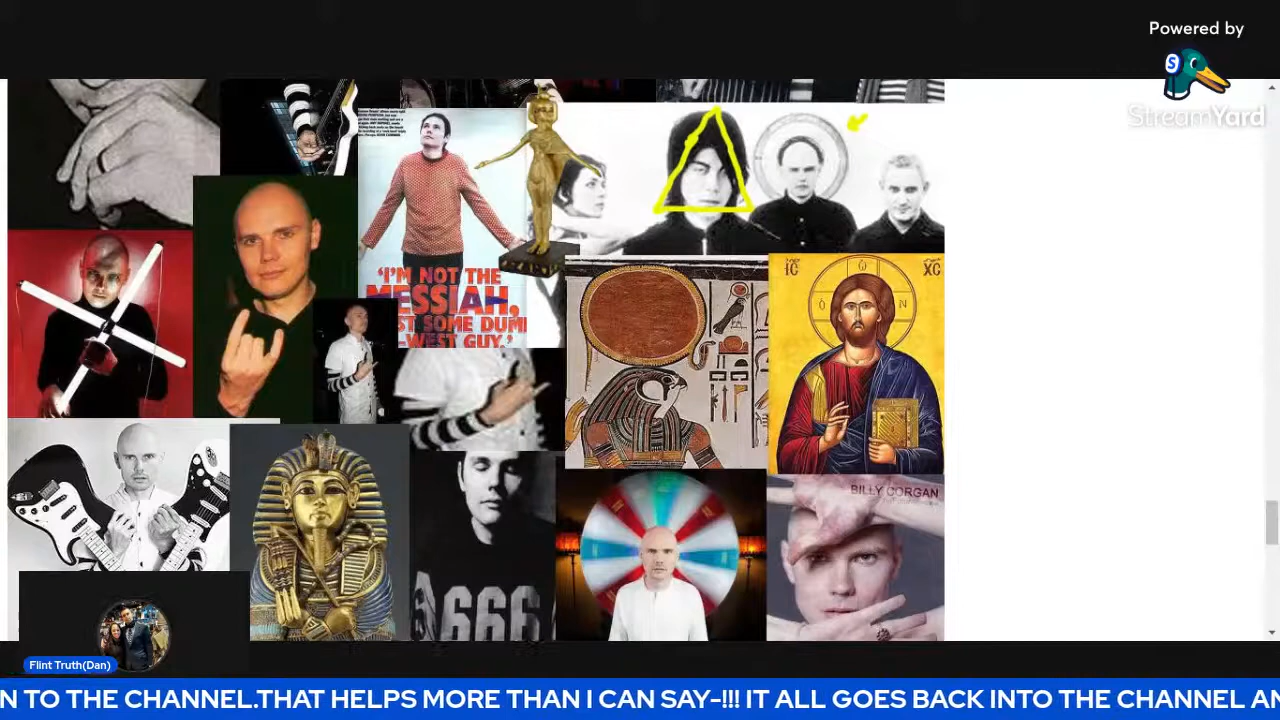 Powered by
S
StreamYard
'I'M NOT THE
MESSIAH,
ST SOME DUM
-WEST GUY.'
IC
XC
Ο
ω
Ν
BILLY CORGAN
666
Flint Truth(Dan)
N TO THE CHANNEL.THAT HELPS MORE THAN I CAN SAY-!!! IT ALL GOES BACK INTO THE CHANNEL AN